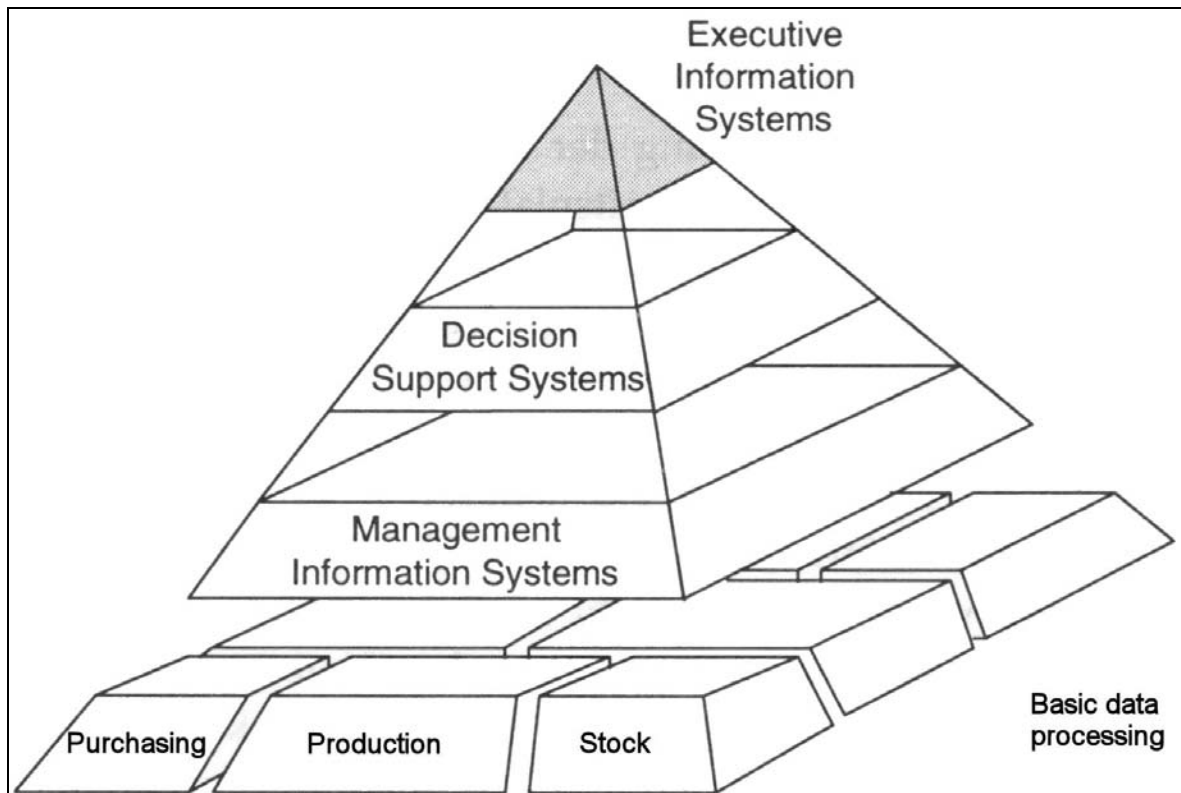 Executive
Information
Systems
Decision
Support Systems
Management
Information Systems
Purchasing
Production
Stock
Basic data
processing